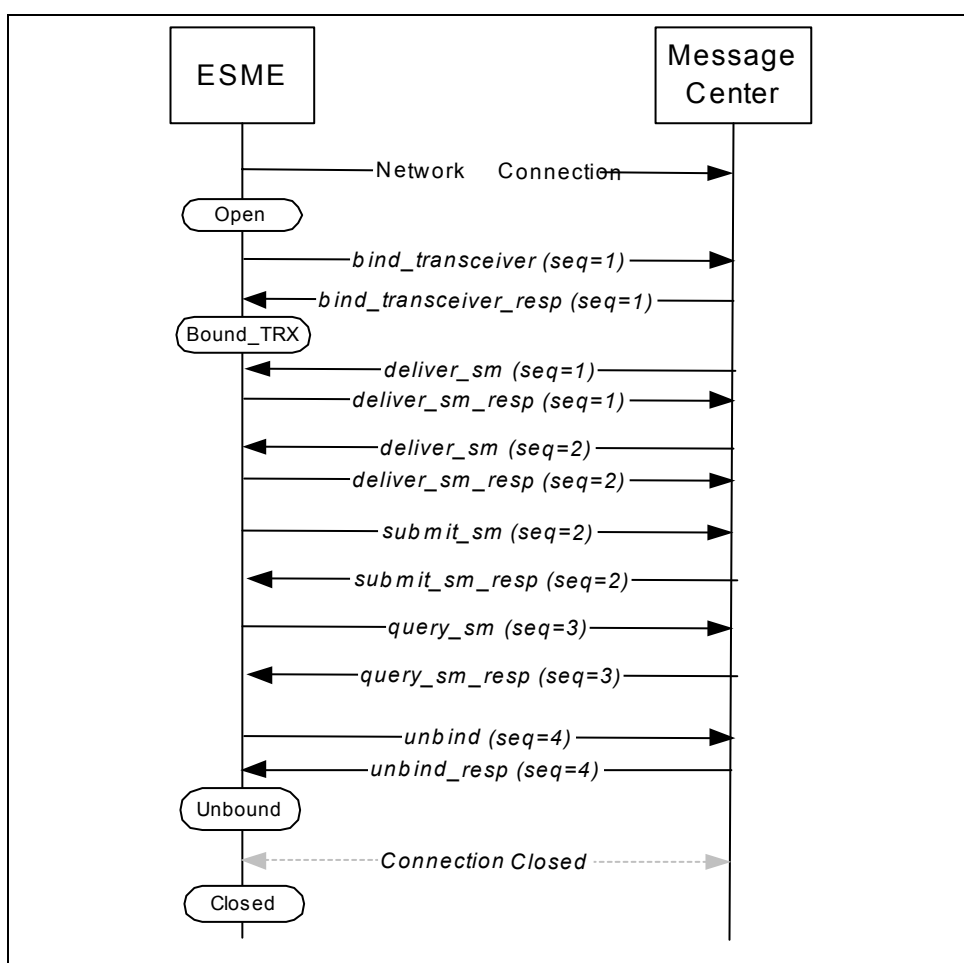 ESME
Message
Center
Network Connection
Open
bind_transceiver (seq=1)
bind_transceiver_resp (seq=1)
Bound_TRX
deliver_sm (seq=1)
deliver_sm_resp (seq=1)
deliver_sm (seq=2)
deliver_sm_resp (seq=2)
submit_sm (seq=2)
submit_sm_resp (seq=2)
query_sm (seq=3)
query_sm_resp (seq=3)
unbind (seq=4)
unbind_resp (seq=4)
Unbound
Connection Closed
Closed